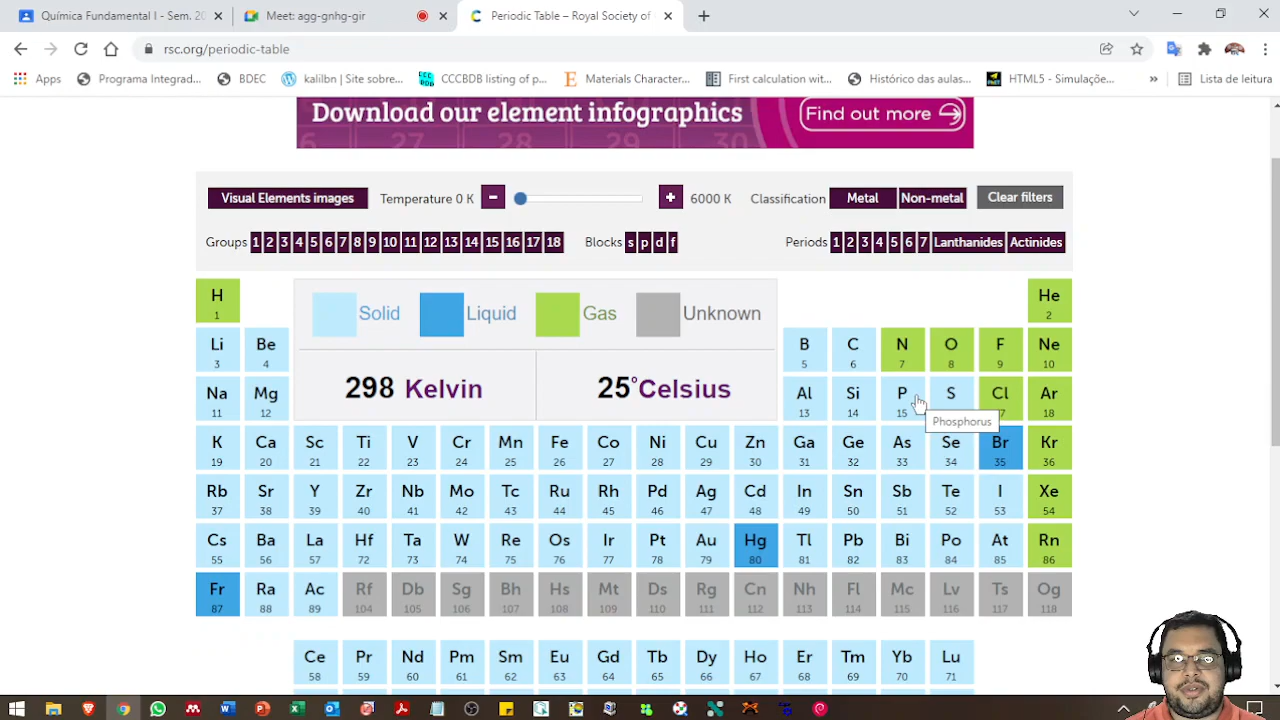 Química Fundamental I - Sem. 20
Meet: agg-gnhg-gir
Periodic Table – Royal Society of
rsc.org/periodic-table
Apps
Programa Integrad...
BDEC
kalilbn | Site sobre...
CCCBDB listing of p...
Materials Character...
First calculation wit...
Histórico das aulas...
HTML5 - Simulaçõe...
»
Lista de leitura
Download our element infographics
Find out more
6 27 28 29 30
Visual Elements images
Temperature 0 K
-
+
6000 K
Classification
Metal
Non-metal
Clear filters
Groups 1 2 3 4 5 6 7 8 9 10 11 12 13 14 15 16 17 18
Blocks s p d f
Periods 1 2 3 4 5 6 7 Lanthanides Actinides
H He
1 2
Solid Liquid Gas Unknown
Li Be B C N O F Ne
3 4 5 6 7 8 9 10
298 Kelvin
25°Celsius
Na Mg Al Si P S Cl Ar
11 12 13 14 15 17 18
Phosphorus
K Ca Sc Ti V Cr Mn Fe Co Ni Cu Zn Ga Ge As Se Br Kr
19 20 21 22 23 24 25 26 27 28 29 30 31 32 33 34 35 36
Rb Sr Y Zr Nb Mo Tc Ru Rh Pd Ag Cd In Sn Sb Te I Xe
37 38 39 40 41 42 43 44 45 46 47 48 49 50 51 52 53 54
Cs Ba La Hf Ta W Re Os Ir Pt Au Hg Tl Pb Bi Po At Rn
55 56 57 72 73 74 75 76 77 78 79 80 81 82 83 84 85 86
Fr Ra Ac Rf Db Sg Bh Hs Mt Ds Rg Cn Nh Fl Mc Lv Ts Og
87 88 89 104 105 106 107 108 109 110 111 112 113 114 115 116 117 118
Ce Pr Nd Pm Sm Eu Gd Tb Dy Ho Er Tm Yb Lu
58 59 60 61 62 63 64 65 66 67 68 69 70 71